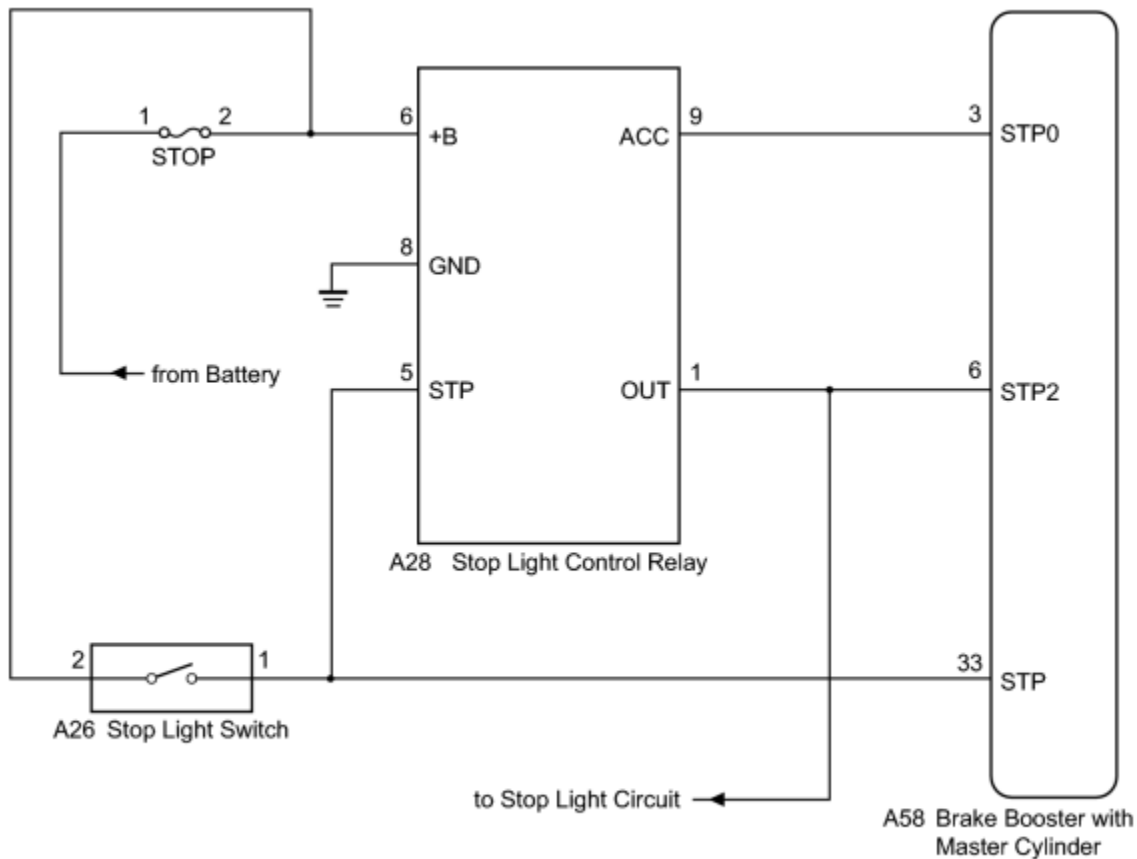 1 2
STOP
6 +B
ACC 9
3 STP0
8 GND
from Battery
5 STP
OUT 1
6 STP2
A28 Stop Light Control Relay
2 1
A26 Stop Light Switch
33 STP
to Stop Light Circuit
A58 Brake Booster with
Master Cylinder